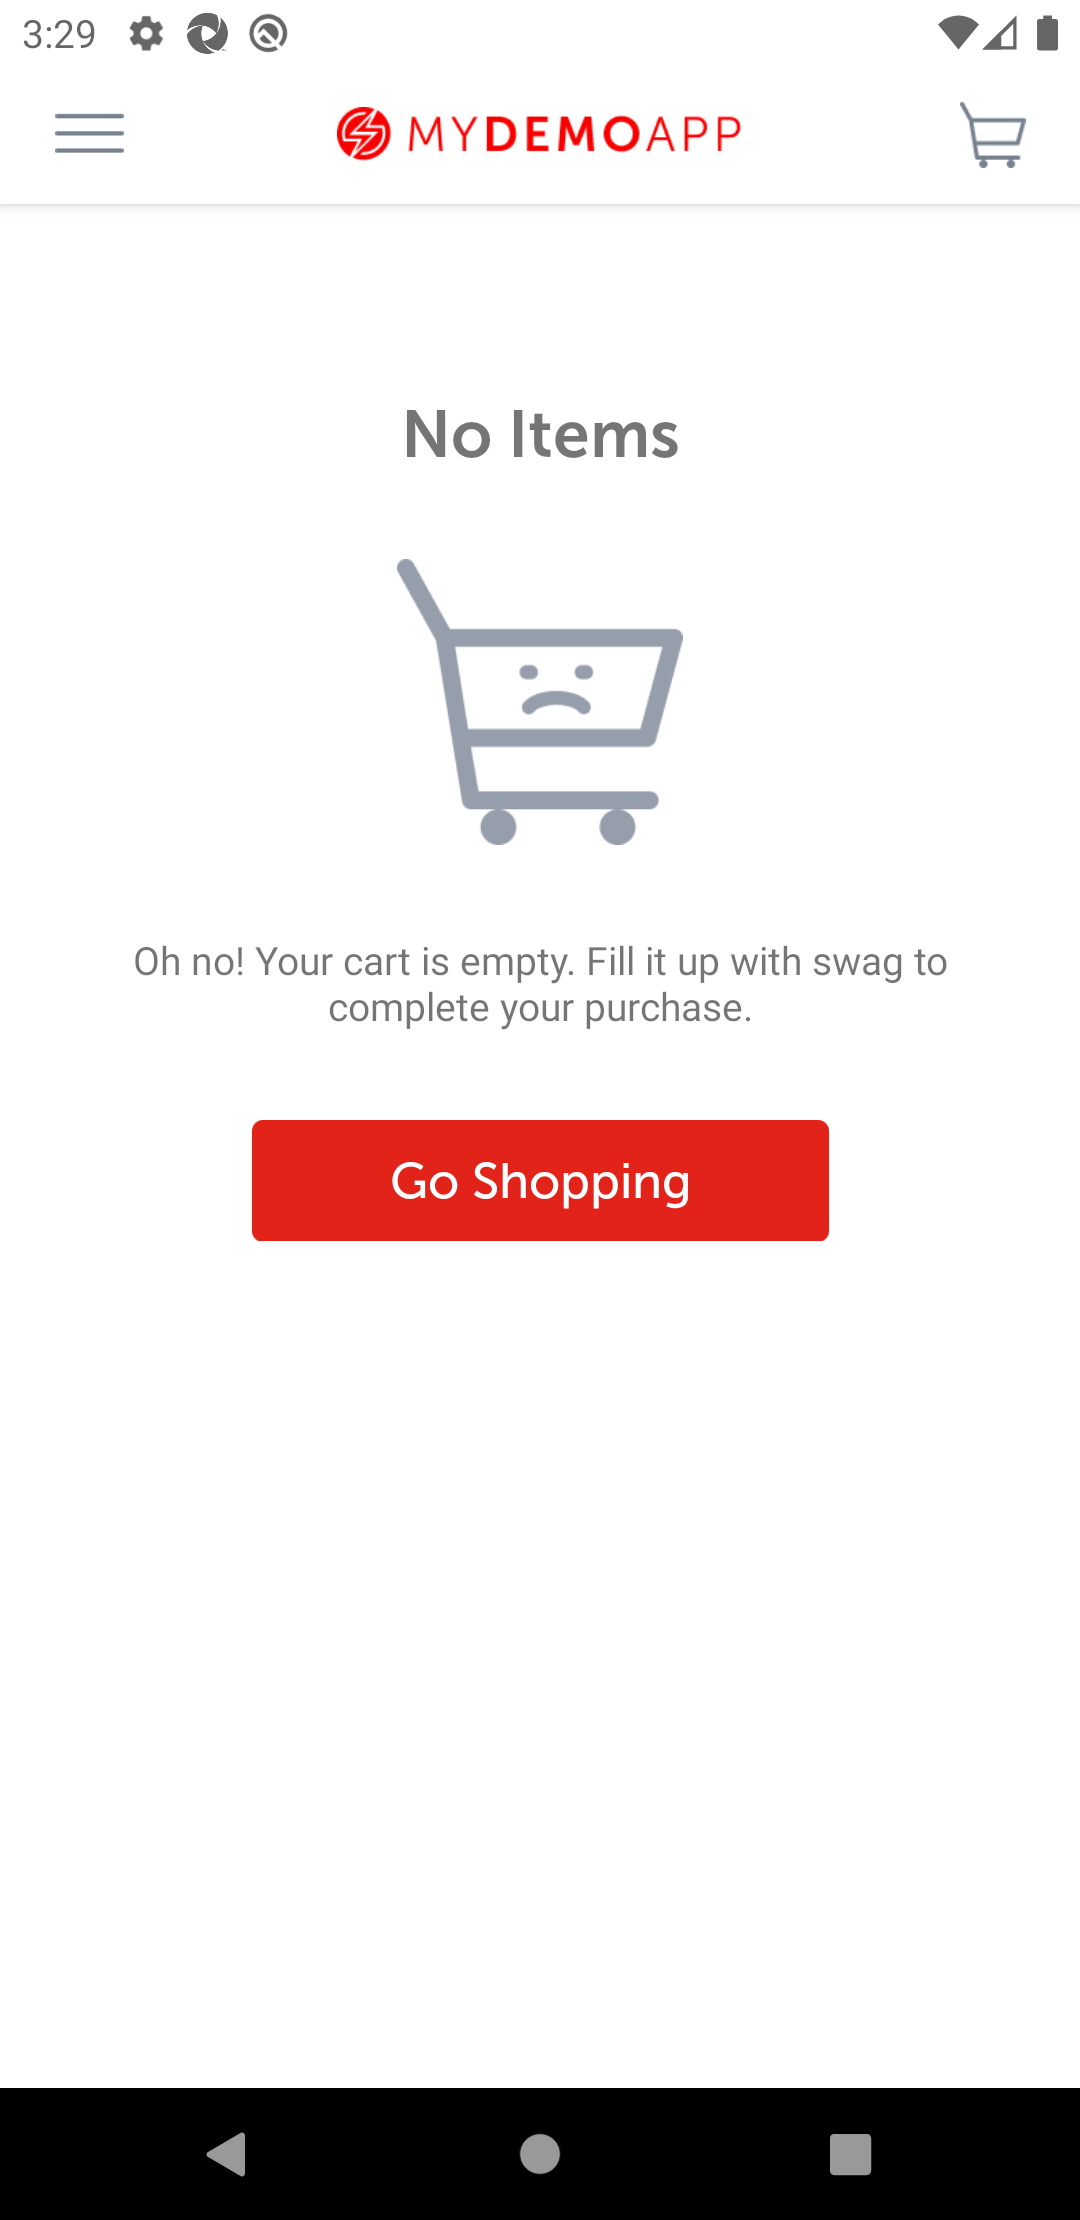 3:29
MYDEMOAPP
No Items
Oh no! Your cart is empty. Fill it up with swag to
complete your purchase.
Go Shopping